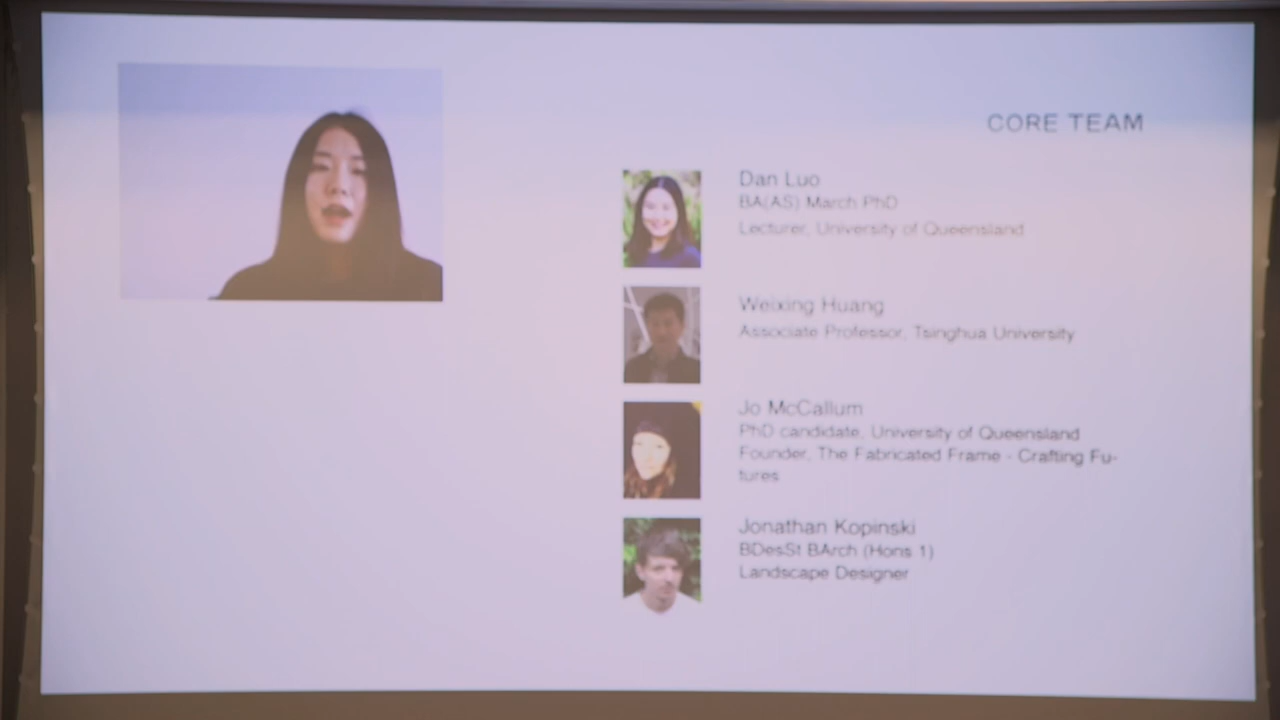 CORE TEAM
Dan Luo
BA(AS) March PhD
Lecturer, University of Queensland
Weixing Huang
Associate Professor, Tsinghua University
Jo McCallum
PhD candidate, University of Queensland
Founder, The Fabricated Frame - Crafting Fu-
tures
Jonathan Kopinski
BDesSt BArch (Hons 1)
Landscape Designer